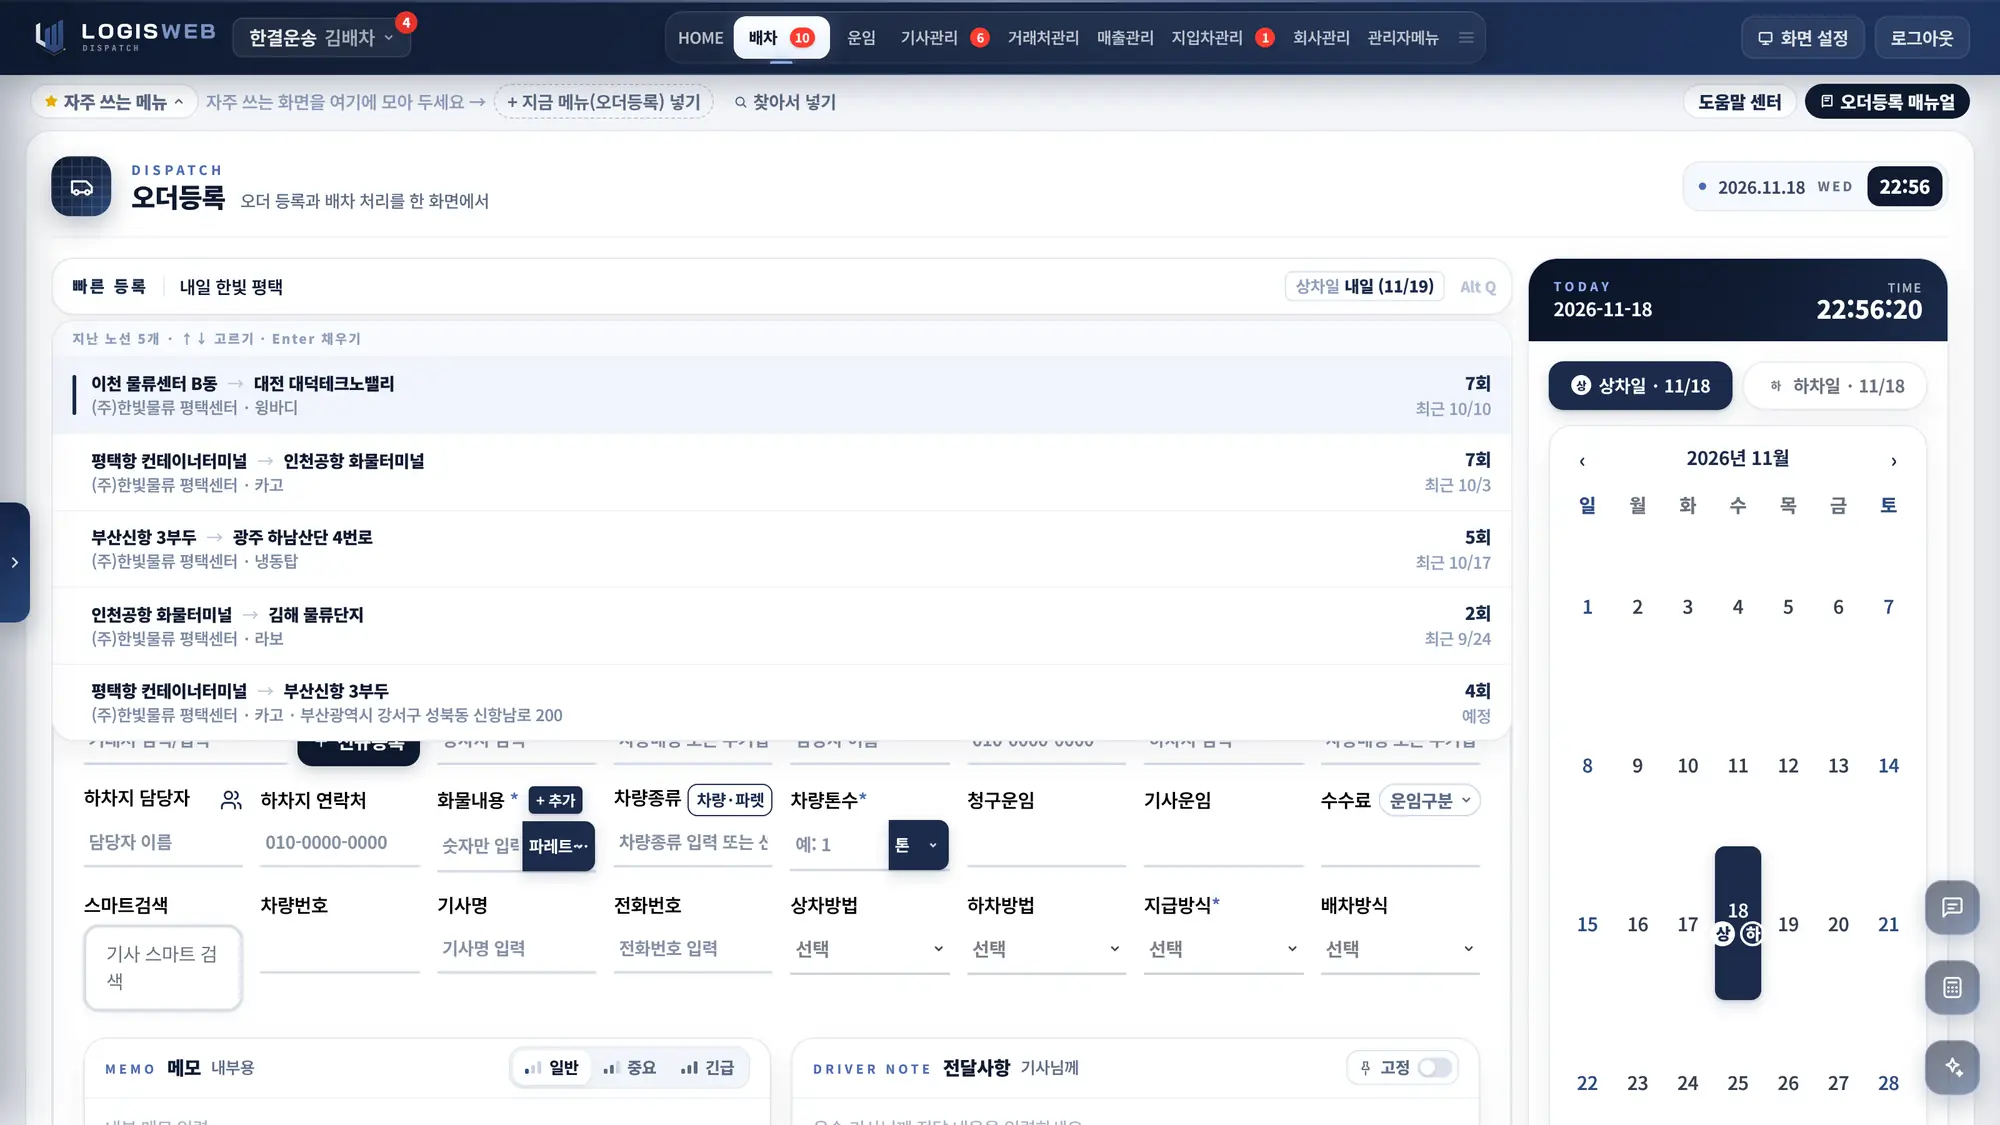 LOGISWEB
DISPATCH
한결운송 김배차
4
HOME
배차 10
운임
기사관리 6
거래처관리
매출관리
지입차관리 1
회사관리
관리자메뉴
화면 설정
로그아웃
자주 쓰는 메뉴
자주 쓰는 화면을 여기에 모아 두세요 →
+ 지금 메뉴(오더등록) 넣기
찾아서 넣기
도움말 센터
오더등록 매뉴얼
DISPATCH
오더등록 오더 등록과 배차 처리를 한 화면에서
2026.11.18 WED 22:56
빠른 등록 내일 한빛 평택
상차일 내일 (11/19) Alt Q
지난 노선 5개 · ↑↓ 고르기 · Enter 채우기
이천 물류센터 B동 → 대전 대덕테크노밸리 7회
(주)한빛물류 평택센터 · 윙바디 최근 10/10
평택항 컨테이너터미널 → 인천공항 화물터미널 7회
(주)한빛물류 평택센터 · 카고 최근 10/3
부산신항 3부두 → 광주 하남산단 4번로 5회
(주)한빛물류 평택센터 · 냉동탑 최근 10/17
인천공항 화물터미널 → 김해 물류단지 2회
(주)한빛물류 평택센터 · 라보 최근 9/24
평택항 컨테이너터미널 → 부산신항 3부두 4회
(주)한빛물류 평택센터 · 카고 · 부산광역시 강서구 성북동 신항남로 200 예정
하차지 담당자
하차지 연락처
화물내용 * + 추가
차량종류 차량·파렛
차량톤수*
청구운임
기사운임
수수료 운임구분
담당자 이름
010-0000-0000
숫자만 입력 파레트
차량종류 입력 또는
예: 1 톤
스마트검색
차량번호
기사명
전화번호
상차방법
하차방법
지급방식*
배차방식
기사 스마트 검
색
기사명 입력
전화번호 입력
선택
선택
선택
선택
MEMO 메모 내부용
일반 중요 긴급
DRIVER NOTE 전달사항 기사님께
고정
TODAY
2026-11-18
TIME
22:56:20
상 상차일 · 11/18
하 하차일 · 11/18
‹ 2026년 11월 ›
일 월 화 수 목 금 토
1 2 3 4 5 6 7
8 9 10 11 12 13 14
15 16 17 18 19 20 21
상 하
22 23 24 25 26 27 28